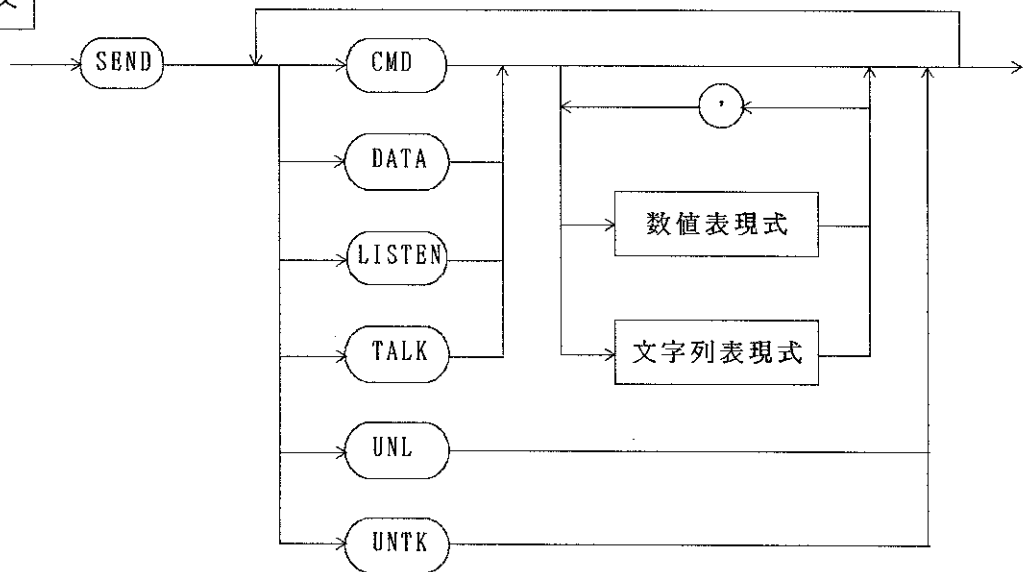 SEND
CMD
,
DATA
数値表現式
LISTEN
文字列表現式
TALK
UNL
UNTK